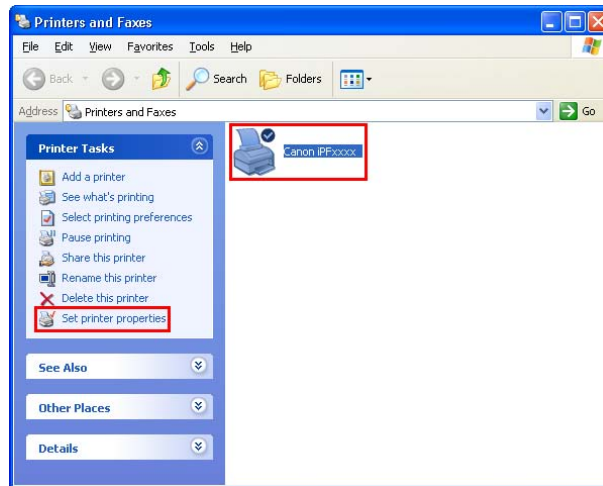 Printers and Faxes
File Edit View Favorites Tools Help
Back Search Folders
Address Printers and Faxes Go
Printer Tasks
Add a printer
See what's printing
Select printing preferences
Pause printing
Share this printer
Rename this printer
Delete this printer
Set printer properties
See Also
Other Places
Details
Canon iPFxxxx